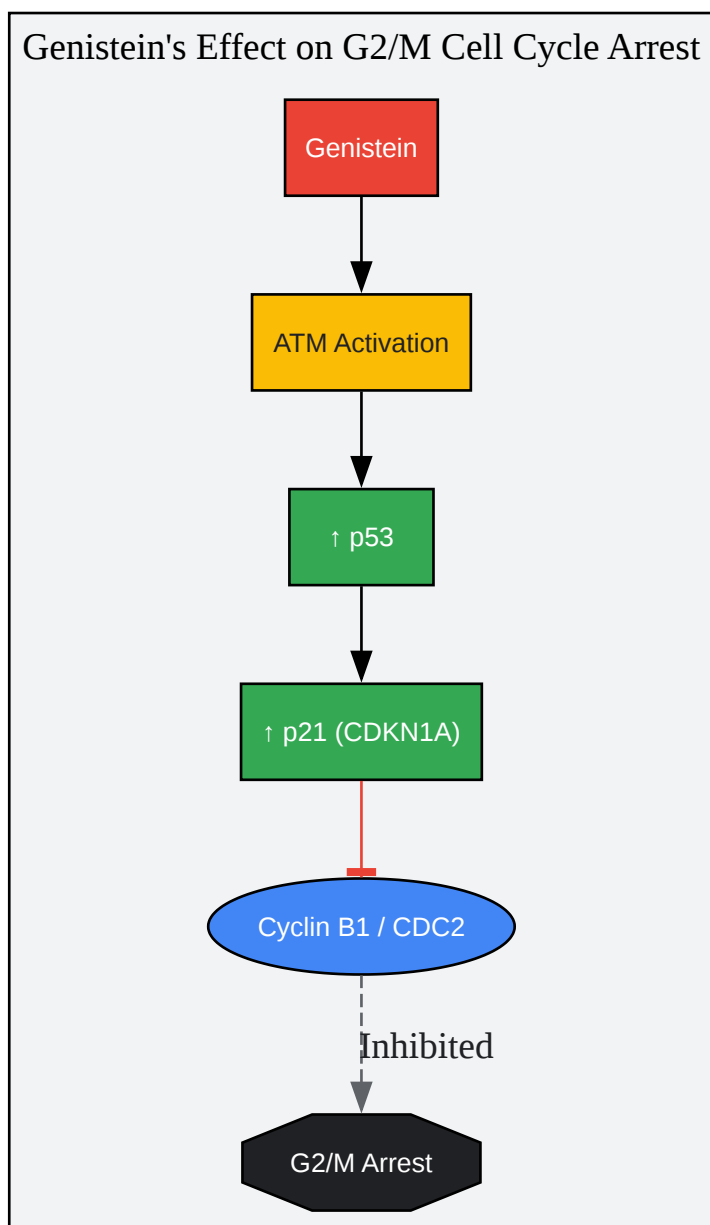 Genistein's Effect on G2/M Cell Cycle Arrest
Genistein
ATM Activation
↑ p53
↑ p21 (CDKN1A)
Cyclin B1 / CDC2
Inhibited
G2/M Arrest